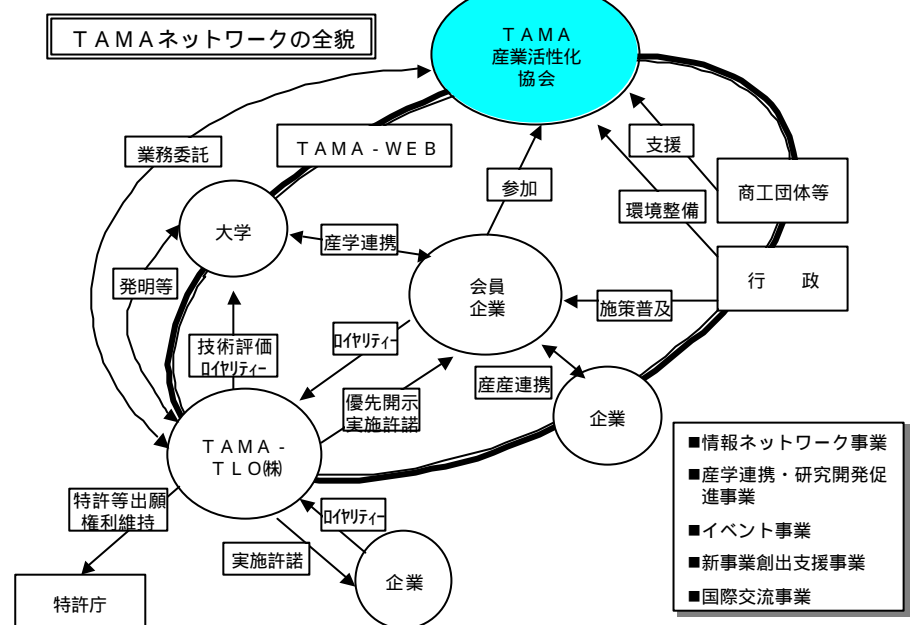 ＴＡＭＡネットワークの全貌
ＴＡＭＡ
産業活性化
協会
業務委託
ＴＡＭＡ-ＷＥＢ
支援
参加
商工団体等
環境整備
大学
産学連携
行　政
発明等
会員
企業
施策普及
技術評価
ﾛｲﾔﾘﾃｨｰ
ﾛｲﾔﾘﾃｨｰ
優先開示
実施許諾
産産連携
企業
ＴＡＭＡ-
ＴＬＯ㈱
■情報ネットワーク事業
■産学連携・研究開発促
進事業
■イベント事業
■新事業創出支援事業
■国際交流事業
特許等出願
権利維持
ﾛｲﾔﾘﾃｨｰ
実施許諾
企業
特許庁